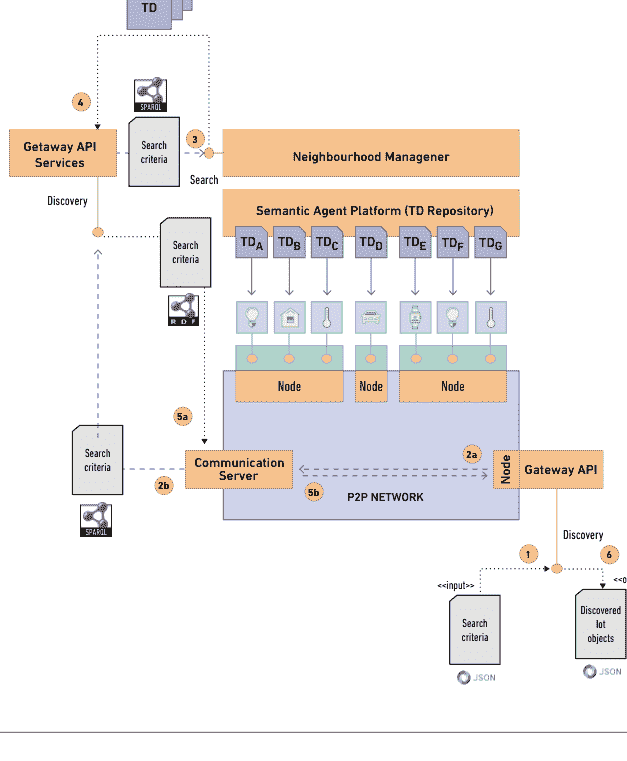 TD
4
SPARQL
Getaway API
Services
Search
criteria
3
Search
Neighbourhood Managener
Discovery
Semantic Agent Platform (TD Repository)
Search
criteria
TDA
TDB
TDC
TDD
TDE
TDF
TDG
RDF
Node
Node
Node
5a
Search
criteria
2b
SPARQL
Communication
Server
2a
5b
P2P NETWORK
Node
Gateway API
Discovery
1
6
<<input>>
<<o
Search
criteria
JSON
Discovered
Iot
objects
JSON